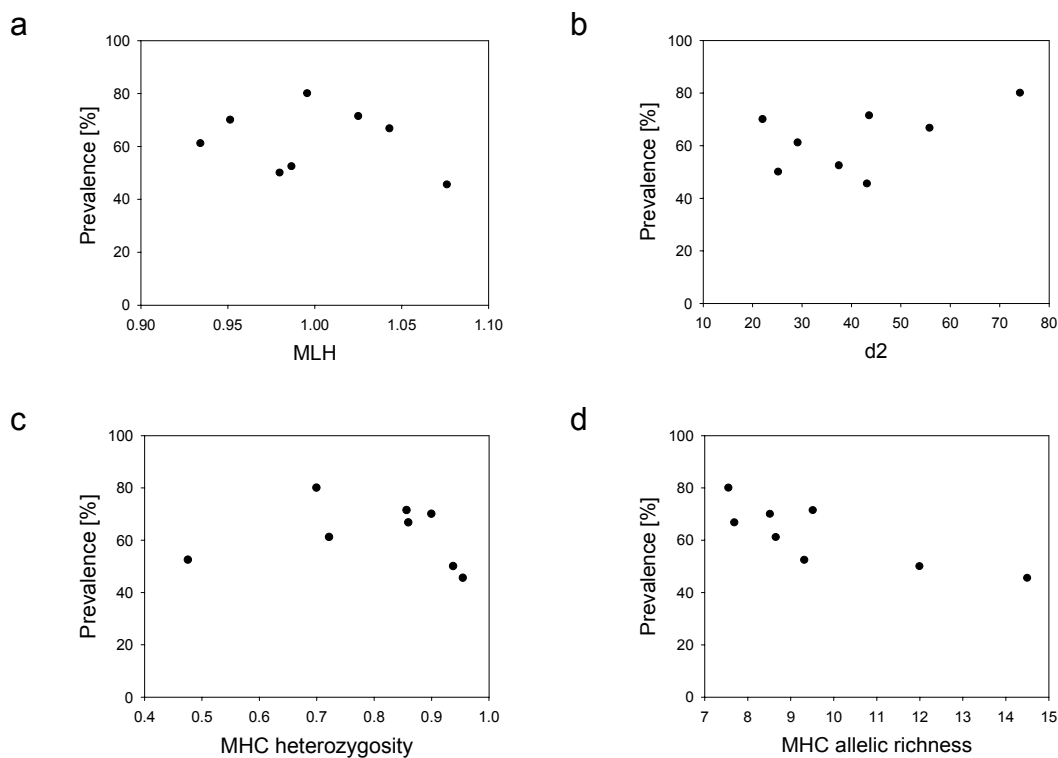 a
100
80
60
40
20
0
Prevalence [%]
0.90 0.95 1.00 1.05 1.10
MLH
b
100
80
60
40
20
0
Prevalence [%]
10 20 30 40 50 60 70 80
d2
c
100
80
60
40
20
0
Prevalence [%]
0.4 0.5 0.6 0.7 0.8 0.9 1.0
MHC heterozygosity
d
100
80
60
40
20
0
Prevalence [%]
7 8 9 10 11 12 13 14 15
MHC allelic richness